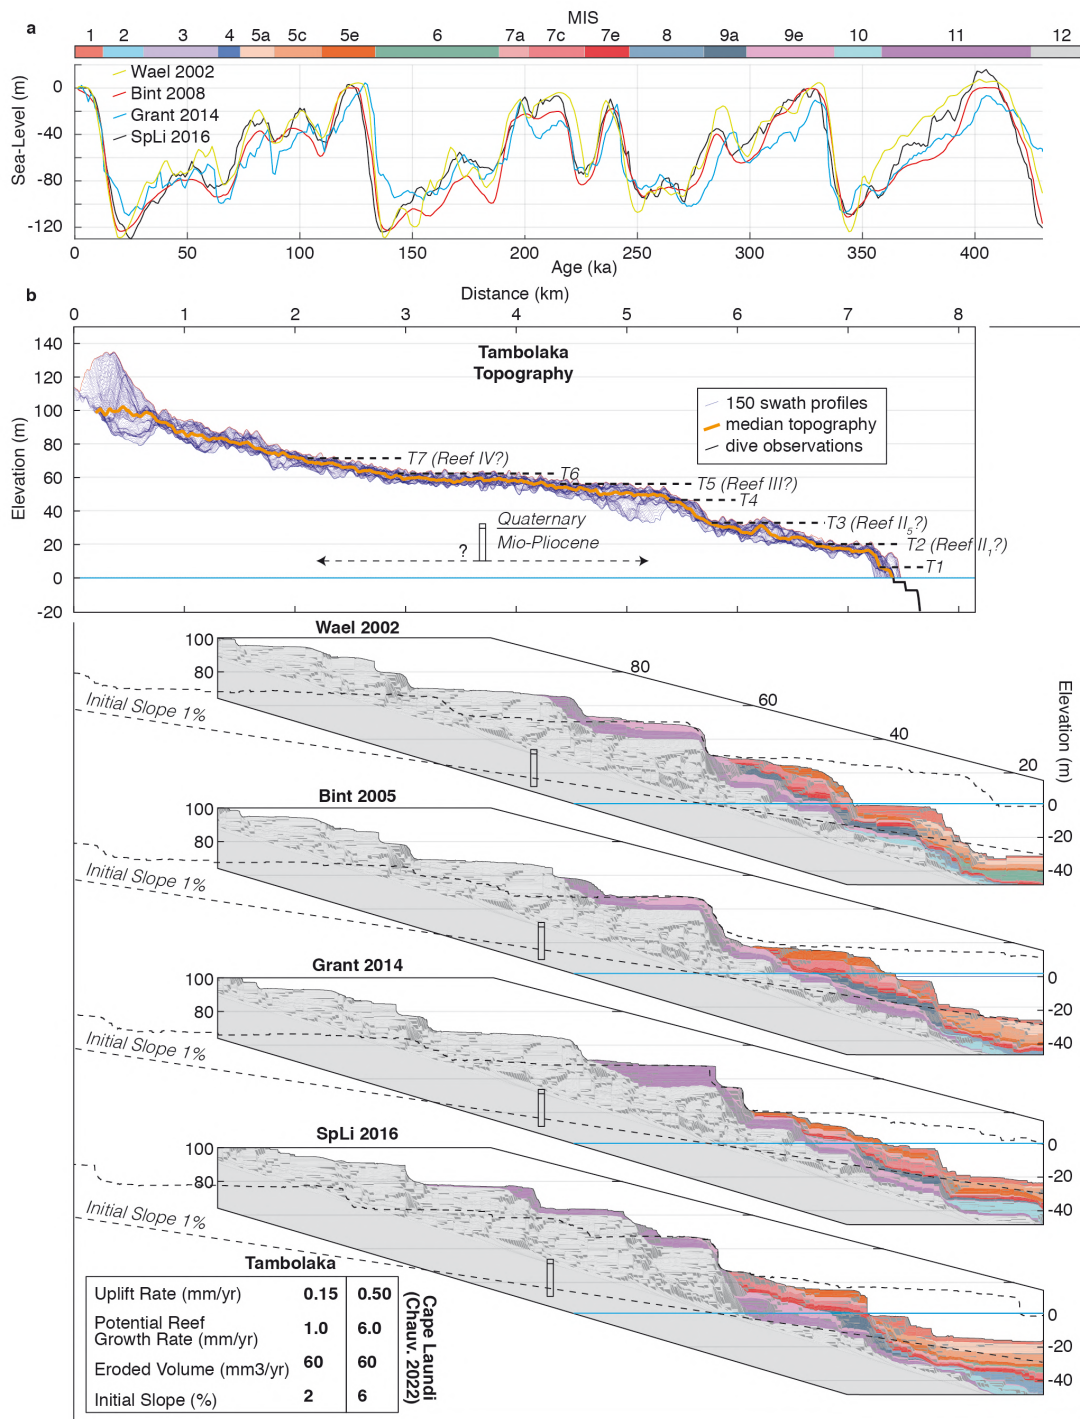 a
MIS
1 2 3 4 5a 5c 5e 6 7a 7c 7e 8 9a 9e 10 11 12
Sea-Level (m)
0
-40
-80
-120
Wael 2002
Bint 2008
Grant 2014
SpLi 2016
0 50 100 150 200 250 300 350 400
Age (ka)
b
Distance (km)
0 1 2 3 4 5 6 7 8
Elevation (m)
140
120
100
80
60
40
20
0
-20
Tambolaka
Topography
150 swath profiles
median topography
dive observations
T7 (Reef IV?)
T6
T5 (Reef III?)
T4
T3 (Reef II5?)
T2 (Reef II1?)
T1
Quaternary
? Mio-Pliocene
Wael 2002
100
80
80
60
40
20
Elevation (m)
0
-20
-40
Initial Slope 1%
Bint 2005
100
80
Initial Slope 1%
0
-20
-40
Grant 2014
100
80
Initial Slope 1%
0
-20
-40
SpLi 2016
100
80
Initial Slope 1%
0
-20
-40
Tambolaka
Uplift Rate (mm/yr) 0.15 0.50
Potential Reef
Growth Rate (mm/yr) 1.0 6.0
Eroded Volume (mm3/yr) 60 60
Initial Slope (%) 2 6
Cape Laundi
(Chauv. 2022)